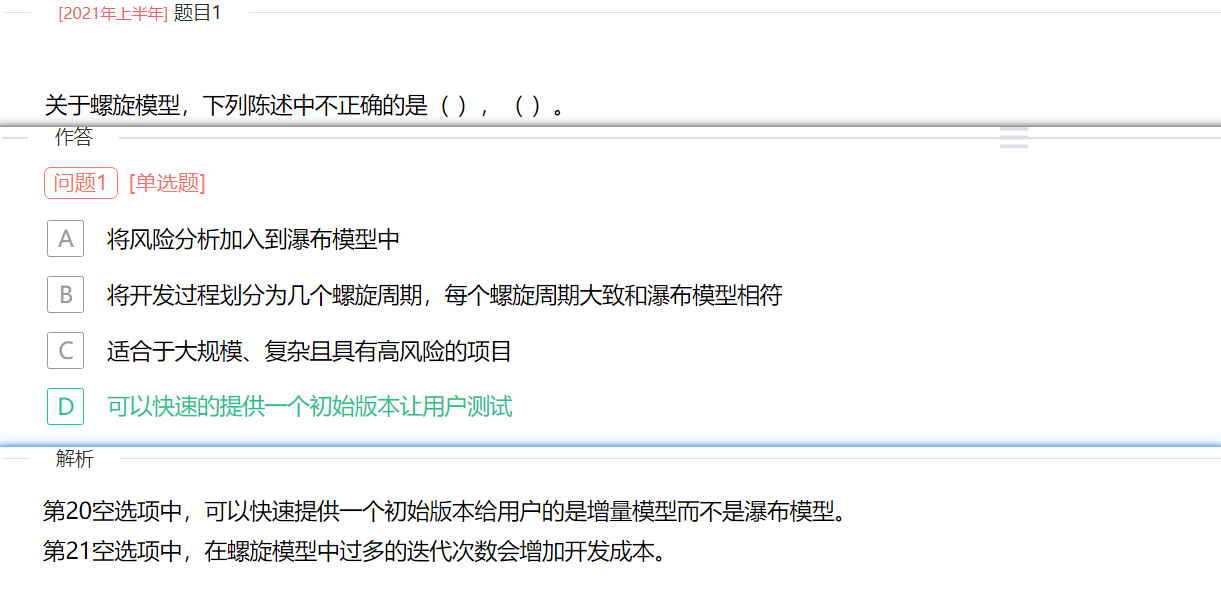 [2021年上半年] 题目1
关于螺旋模型，下列陈述中不正确的是（ ），（ ）。
作答
问题1 [单选题]
A 将风险分析加入到瀑布模型中
B 将开发过程划分为几个螺旋周期，每个螺旋周期大致和瀑布模型相符
C 适合于大规模、复杂且具有高风险的项目
D 可以快速的提供一个初始版本让用户测试
解析
第20空选项中，可以快速提供一个初始版本给用户的是增量模型而不是瀑布模型。
第21空选项中，在螺旋模型中过多的迭代次数会增加开发成本。